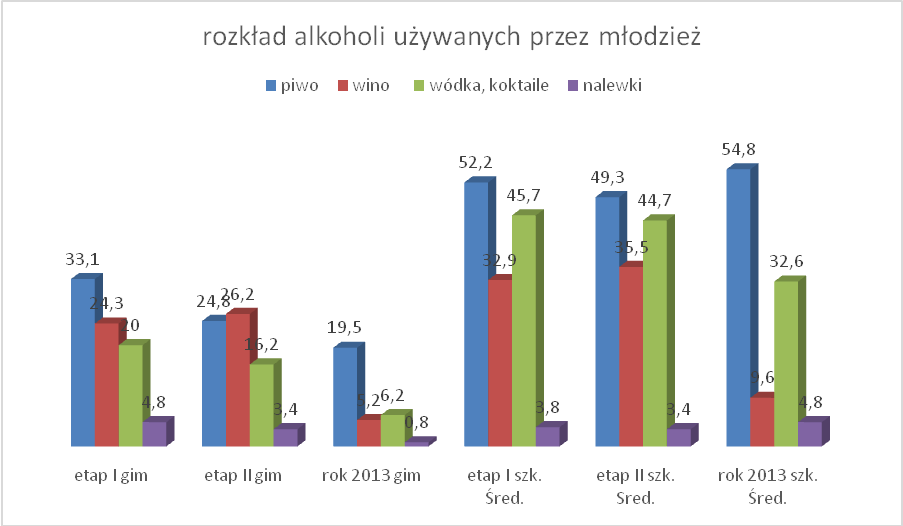 rozkład alkoholi używanych przez młodzież
piwo wino wódka, koktaile nalewki
33,1 24,3 20 4,8
24,8 26,2 16,2 3,4
19,5 5,2 6,2 0,8
52,2 32,9 45,7 3,8
49,3 35,5 44,7 3,4
54,8 9,6 32,6 4,8
etap I gim
etap II gim
rok 2013 gim
etap I szk.
Śred.
etap II szk.
Sred.
rok 2013 szk.
Śred.